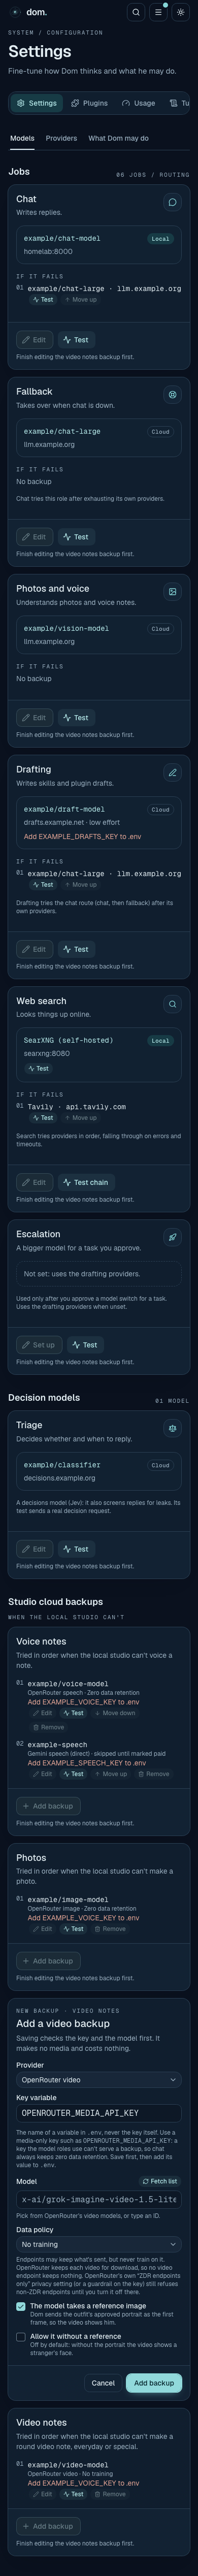 dom.
SYSTEM / CONFIGURATION
Settings
Fine-tune how Dom thinks and what he may do.
Settings Plugins Usage Tu
Models Providers What Dom may do
Jobs
06 JOBS / ROUTING
Chat
Writes replies.
example/chat-model Local
homelab:8000
IF IT FAILS
01 example/chat-large · llm.example.org
Test Move up
Edit Test
Finish editing the video notes backup first.
Fallback
Takes over when chat is down.
example/chat-large Cloud
llm.example.org
IF IT FAILS
No backup
Chat tries this role after exhausting its own providers.
Edit Test
Finish editing the video notes backup first.
Photos and voice
Understands photos and voice notes.
example/vision-model Cloud
llm.example.org
IF IT FAILS
No backup
Edit Test
Finish editing the video notes backup first.
Drafting
Writes skills and plugin drafts.
example/draft-model Cloud
drafts.example.net · low effort
Add EXAMPLE_DRAFTS_KEY to .env
IF IT FAILS
01 example/chat-large · llm.example.org
Test Move up
Drafting tries the chat route (chat, then fallback) after its
own providers.
Edit Test
Finish editing the video notes backup first.
Web search
Looks things up online.
SearXNG (self-hosted) Local
searxng:8080
Test
IF IT FAILS
01 Tavily · api.tavily.com
Test Move up
Search tries providers in order, falling through on errors and
timeouts.
Edit Test chain
Finish editing the video notes backup first.
Escalation
A bigger model for a task you approve.
Not set: uses the drafting providers.
Used only after you approve a model switch for a task.
Uses the drafting providers when unset.
Set up Test
Finish editing the video notes backup first.
Decision models
01 MODEL
Triage
Decides whether and when to reply.
example/classifier Cloud
decisions.example.org
A decisions model (Jev): it also screens replies for leaks. Its
test sends a real decision request.
Edit Test
Finish editing the video notes backup first.
Studio cloud backups
WHEN THE LOCAL STUDIO CAN'T
Voice notes
Tried in order when the local studio can't make a voice
note.
01 example/voice-model
OpenRouter speech · Zero data retention
Add EXAMPLE_VOICE_KEY to .env
Edit Test Move down
Remove
02 example-speech
Gemini speech (direct) · skipped until marked paid
Add EXAMPLE_SPEECH_KEY to .env
Edit Test Move up Remove
Add backup
Finish editing the video notes backup first.
Photos
Tried in order when the local studio can't make a
photo.
01 example/image-model
OpenRouter image · Zero data retention
Add EXAMPLE_VOICE_KEY to .env
Edit Test Remove
Add backup
Finish editing the video notes backup first.
NEW BACKUP · VIDEO NOTES
Add a video backup
Saving checks the key and the model first. It
makes no media and costs nothing.
Provider
OpenRouter video
Key variable
OPENROUTER_MEDIA_API_KEY
The name of a variable in .env, never the key itself. Use a
media-only key such as OPENROUTER_MEDIA_API_KEY: a
key the model roles use can't serve a backup, so chat
always keeps zero data retention. Save first, then add its
value to .env.
Model Fetch list
x-ai/grok-imagine-video-1.5-lite
Pick from OpenRouter's video models, or type an ID.
Data policy
No training
Endpoints may keep what's sent, but never train on it.
OpenRouter keeps each video for download, so no video
endpoint keeps nothing. OpenRouter's own "ZDR endpoints
only" privacy setting (or a guardrail on the key) still refuses
non-ZDR endpoints until you turn it off there.
The model takes a reference image
Dom sends the outfit's approved portrait as the first
frame, so the video shows him.
Allow it without a reference
Off by default: without the portrait the video shows a
stranger's face.
Cancel Add backup
Video notes
Tried in order when the local studio can't make a
round video note, everyday or special.
01 example/video-model
OpenRouter video · No training
Add EXAMPLE_VOICE_KEY to .env
Edit Test Remove
Add backup
Finish editing the video notes backup first.